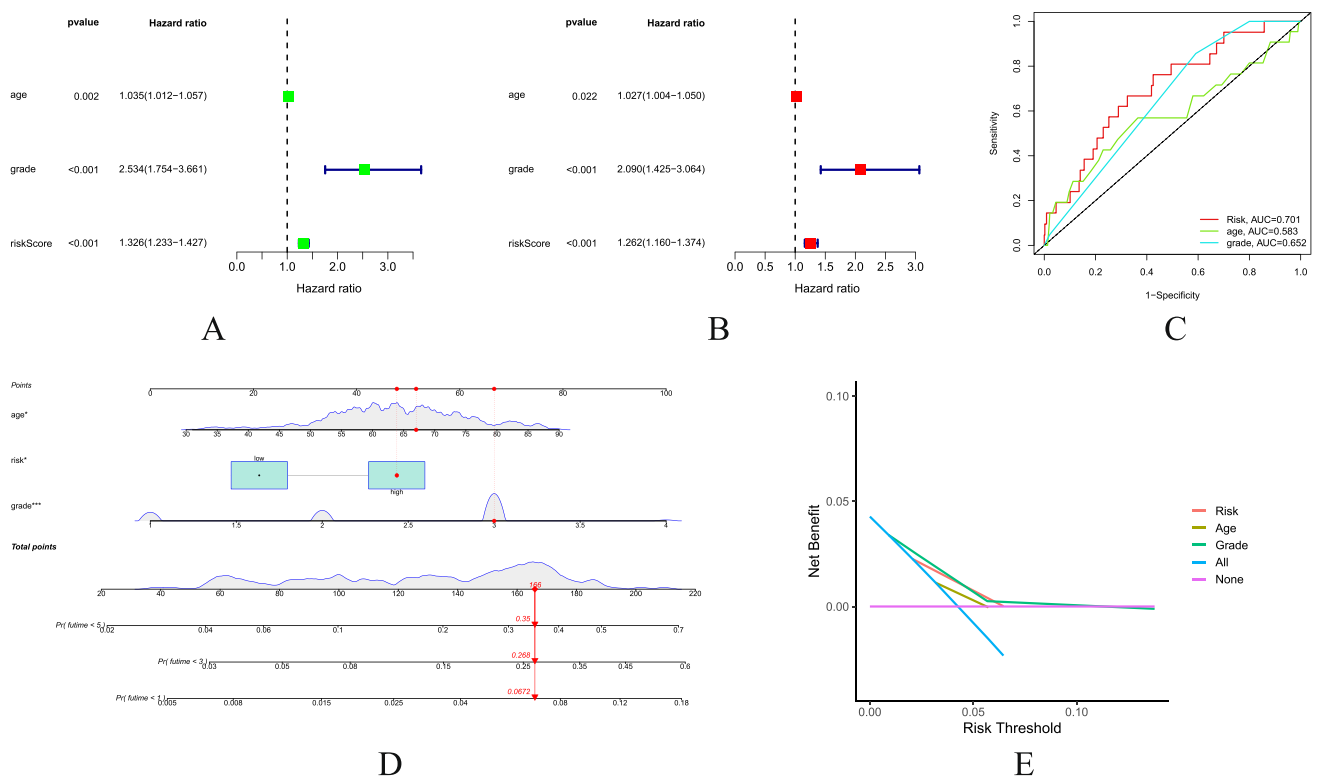 pvalue Hazard ratio
age 0.002 1.035(1.012−1.057)
grade <0.001 2.534(1.754−3.661)
riskScore <0.001 1.326(1.233−1.427)
0.0 1.0 2.0 3.0
Hazard ratio
A
pvalue Hazard ratio
age 0.022 1.027(1.004−1.050)
grade <0.001 2.090(1.425−3.064)
riskScore <0.001 1.262(1.160−1.374)
0.0 0.5 1.0 1.5 2.0 2.5 3.0
Hazard ratio
B
1.0
0.8
0.6
0.4
0.2
0.0
Sensitivity
Risk, AUC=0.701
age, AUC=0.583
grade, AUC=0.652
0.0 0.2 0.4 0.6 0.8 1.0
1−Specificity
C
Points
0 20 40 60 80 100
age*
30 35 40 45 50 55 60 65 70 75 80 85 90
risk*
low
high
grade***
1 1.5 2 2.5 3 3.5 4
Total points
166
20 40 60 80 100 120 140 160 180 200 220
0.35
Pr( futime < 5 )
0.02 0.04 0.06 0.1 0.2 0.3 0.4 0.5 0.7
0.268
Pr( futime < 3 )
0.03 0.05 0.08 0.15 0.25 0.35 0.45 0.6
0.0672
Pr( futime < 1 )
0.005 0.008 0.015 0.025 0.04 0.08 0.12 0.18
D
0.10
0.05
0.00
Net Benefit
0.00 0.05 0.10
Risk Threshold
Risk
Age
Grade
All
None
E